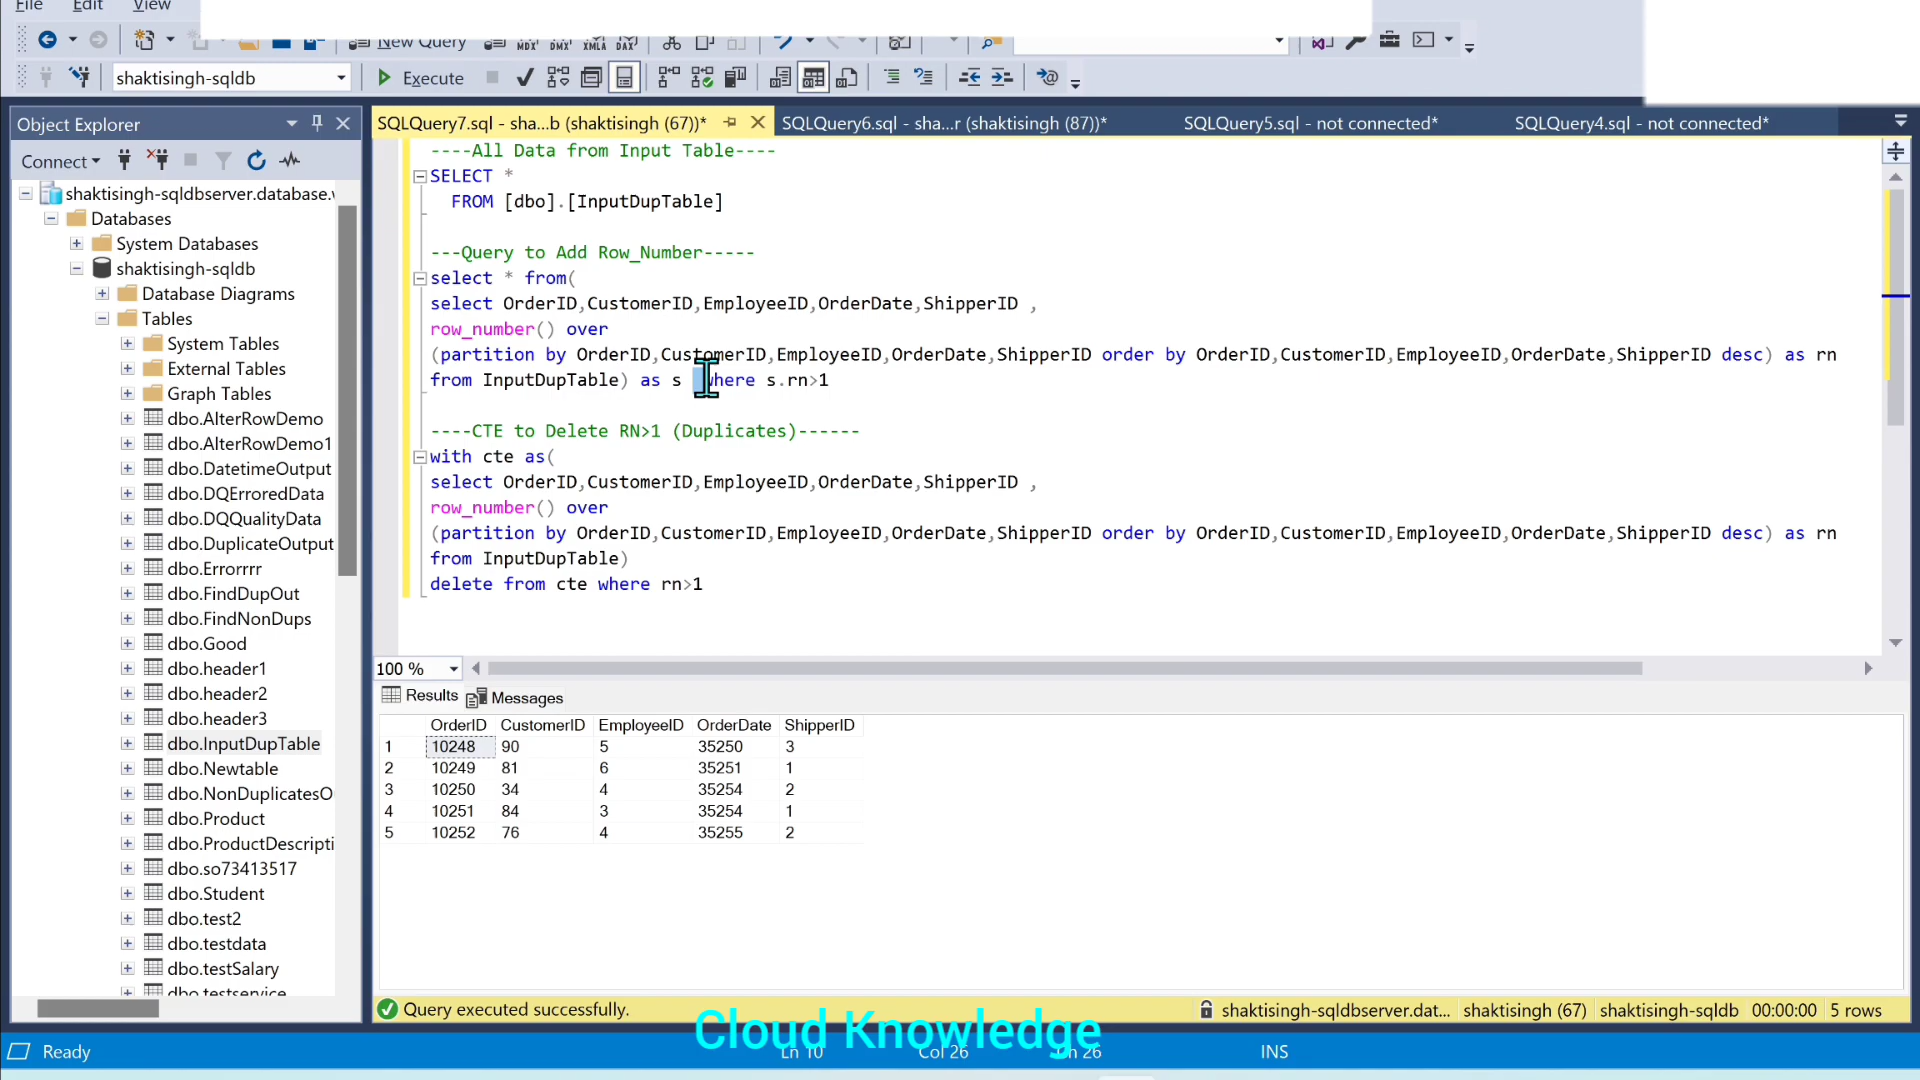 File Edit View
New Query MDX DMX XMLA DAX
shaktisingh-sqldb Execute
Object Explorer
Connect
shaktisingh-sqldbserver.database.
Databases
System Databases
shaktisingh-sqldb
Database Diagrams
Tables
System Tables
External Tables
Graph Tables
dbo.AlterRowDemo
dbo.AlterRowDemo1
dbo.DatetimeOutput
dbo.DQErroredData
dbo.DQQualityData
dbo.DuplicateOutput
dbo.Errorrrr
dbo.FindDupOut
dbo.FindNonDups
dbo.Good
dbo.header1
dbo.header2
dbo.header3
dbo.InputDupTable
dbo.Newtable
dbo.NonDuplicatesO
dbo.Product
dbo.ProductDescripti
dbo.so73413517
dbo.Student
dbo.test2
dbo.testdata
dbo.testSalary
dbo.testservice
SQLQuery7.sql - sha...b (shaktisingh (67))* SQLQuery6.sql - sha...r (shaktisingh (87))* SQLQuery5.sql - not connected* SQLQuery4.sql - not connected*
----All Data from Input Table----
SELECT *
FROM [dbo].[InputDupTable]
---Query to Add Row_Number-----
select * from(
select OrderID,CustomerID,EmployeeID,OrderDate,ShipperID ,
row_number() over
(partition by OrderID,CustomerID,EmployeeID,OrderDate,ShipperID order by OrderID,CustomerID,EmployeeID,OrderDate,ShipperID desc) as rn
from InputDupTable) as s where s.rn>1
----CTE to Delete RN>1 (Duplicates)------
with cte as(
select OrderID,CustomerID,EmployeeID,OrderDate,ShipperID ,
row_number() over
(partition by OrderID,CustomerID,EmployeeID,OrderDate,ShipperID order by OrderID,CustomerID,EmployeeID,OrderDate,ShipperID desc) as rn
from InputDupTable)
delete from cte where rn>1
100 %
Results Messages
OrderID CustomerID EmployeeID OrderDate ShipperID
1 10248 90 5 35250 3
2 10249 81 6 35251 1
3 10250 34 4 35254 2
4 10251 84 3 35254 1
5 10252 76 4 35255 2
Query executed successfully. shaktisingh-sqldbserver.dat... shaktisingh (67) shaktisingh-sqldb 00:00:00 5 rows
Cloud Knowledge
Ready Ln 10 Col 26 Ch 26 INS